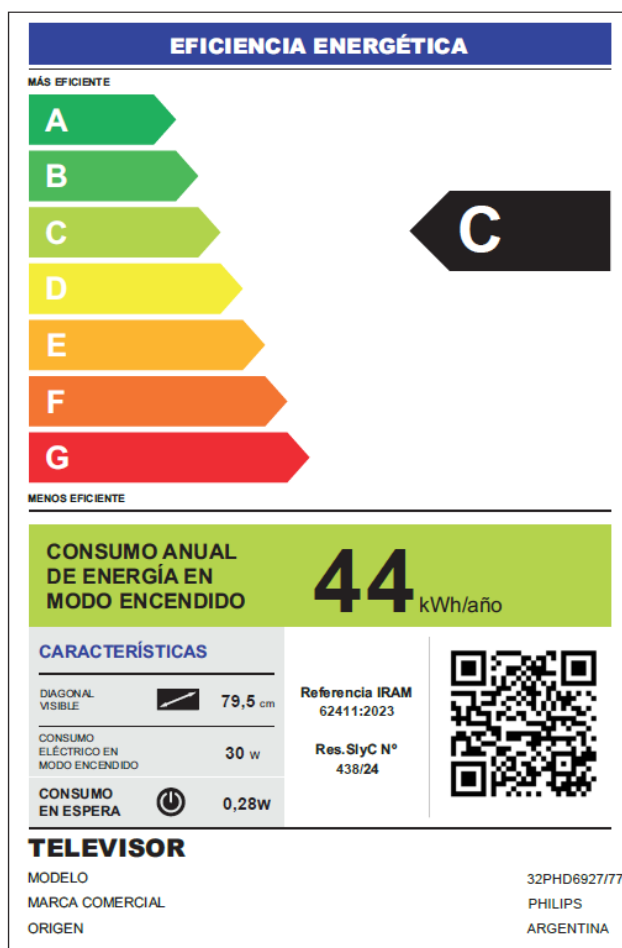 EFICIENCIA ENERGÉTICA
MÁS EFICIENTE
A
B
C
C
D
E
F
G
MENOS EFICIENTE
CONSUMO ANUAL
DE ENERGÍA EN
MODO ENCENDIDO
44 kWh/año
CARACTERÍSTICAS
DIAGONAL
VISIBLE
79,5 cm
CONSUMO
ELÉCTRICO EN
MODO ENCENDIDO
30 w
CONSUMO
EN ESPERA
0,28w
Referencia IRAM
62411:2023
Res.SIyC Nº
438/24
TELEVISOR
MODELO 32PHD6927/77
MARCA COMERCIAL PHILIPS
ORIGEN ARGENTINA